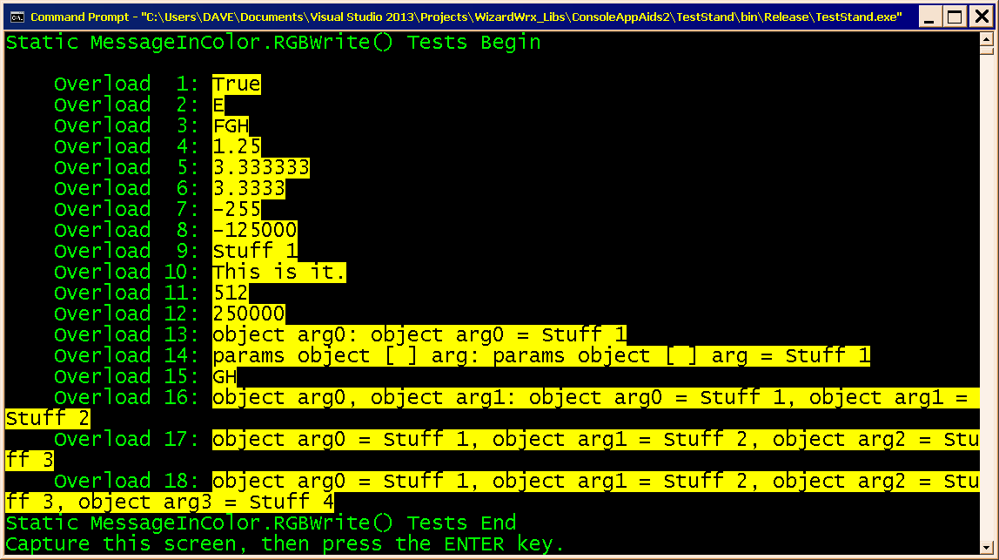 Command Prompt - "C:\Users\DAVE\Documents\Visual Studio 2013\Projects\WizardWrx_Libs\ConsoleAppAids2\TestStand\bin\Release\TestStand.exe"
Static MessageInColor.RGBWrite() Tests Begin
Overload  1: True
Overload  2: E
Overload  3: FGH
Overload  4: 1.25
Overload  5: 3.333333
Overload  6: 3.3333
Overload  7: -255
Overload  8: -125000
Overload  9: Stuff 1
Overload 10: This is it.
Overload 11: 512
Overload 12: 250000
Overload 13: object arg0: object arg0 = Stuff 1
Overload 14: params object [ ] arg: params object [ ] arg = Stuff 1
Overload 15: GH
Overload 16: object arg0, object arg1: object arg0 = Stuff 1, object arg1 =
Stuff 2
Overload 17: object arg0 = Stuff 1, object arg1 = Stuff 2, object arg2 = Stu
ff 3
Overload 18: object arg0 = Stuff 1, object arg1 = Stuff 2, object arg2 = Stu
ff 3, object arg3 = Stuff 4
Static MessageInColor.RGBWrite() Tests End
Capture this screen, then press the ENTER key.